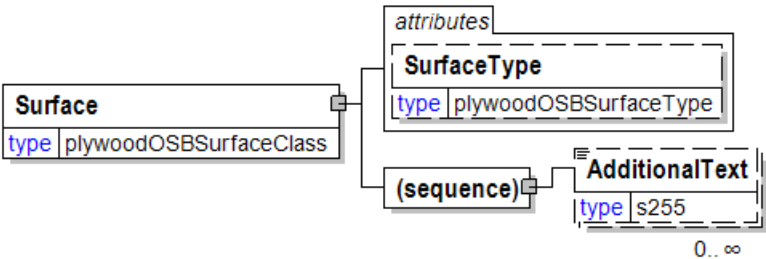 attributes
SurfaceType
type plywoodOSBSurfaceType
Surface
type plywoodOSBSurfaceClass
(sequence)
AdditionalText
type s255
0.. ∞